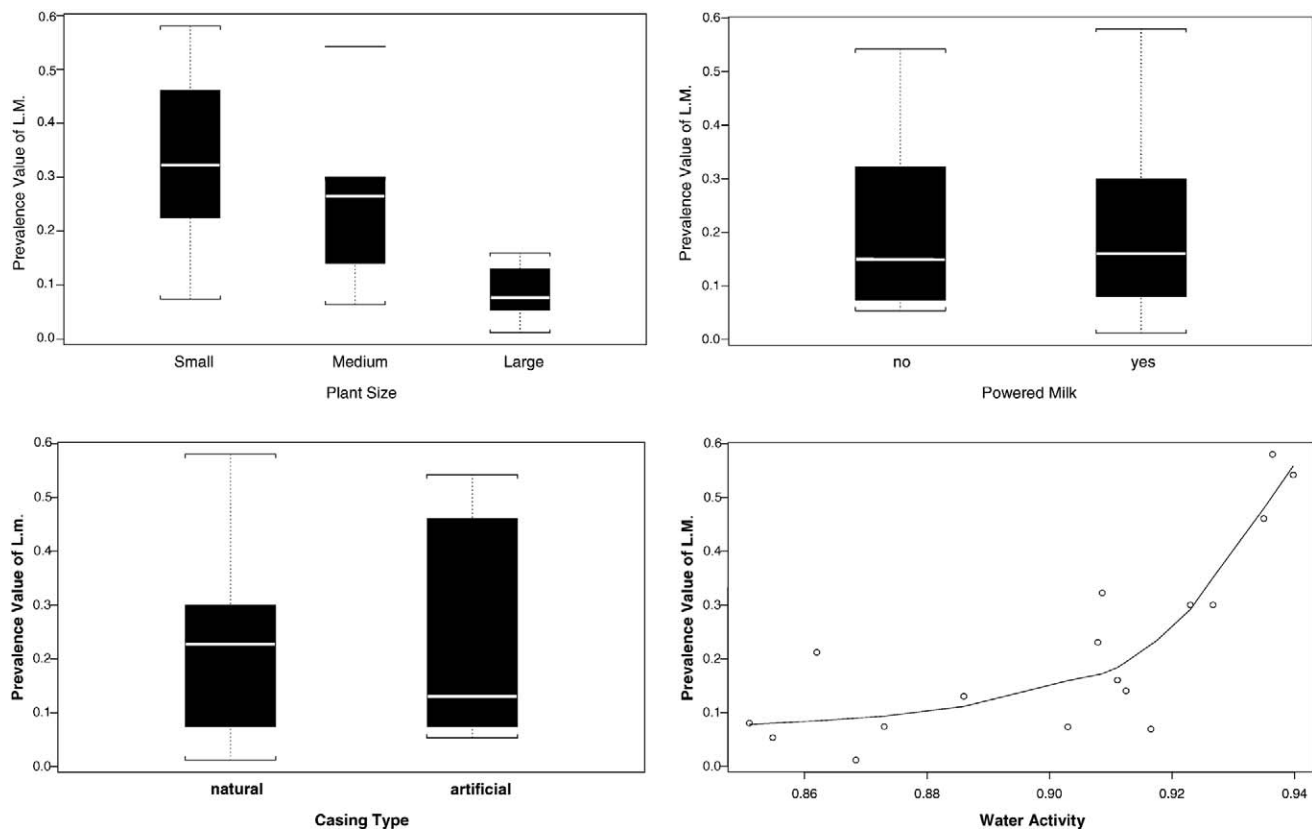 Prevalence Value of L.M.
0.6
0.5
0.4
0.3
0.2
0.1
0.0
Small Medium Large
Plant Size
Prevalence Value of L.M.
0.6
0.5
0.4
0.3
0.2
0.1
0.0
no yes
Powered Milk
Prevalence Value of L.m.
0.6
0.5
0.4
0.3
0.2
0.1
0.0
natural artificial
Casing Type
Prevalence Value of L.M.
0.6
0.5
0.4
0.3
0.2
0.1
0.0
0.86 0.88 0.90 0.92 0.94
Water Activity